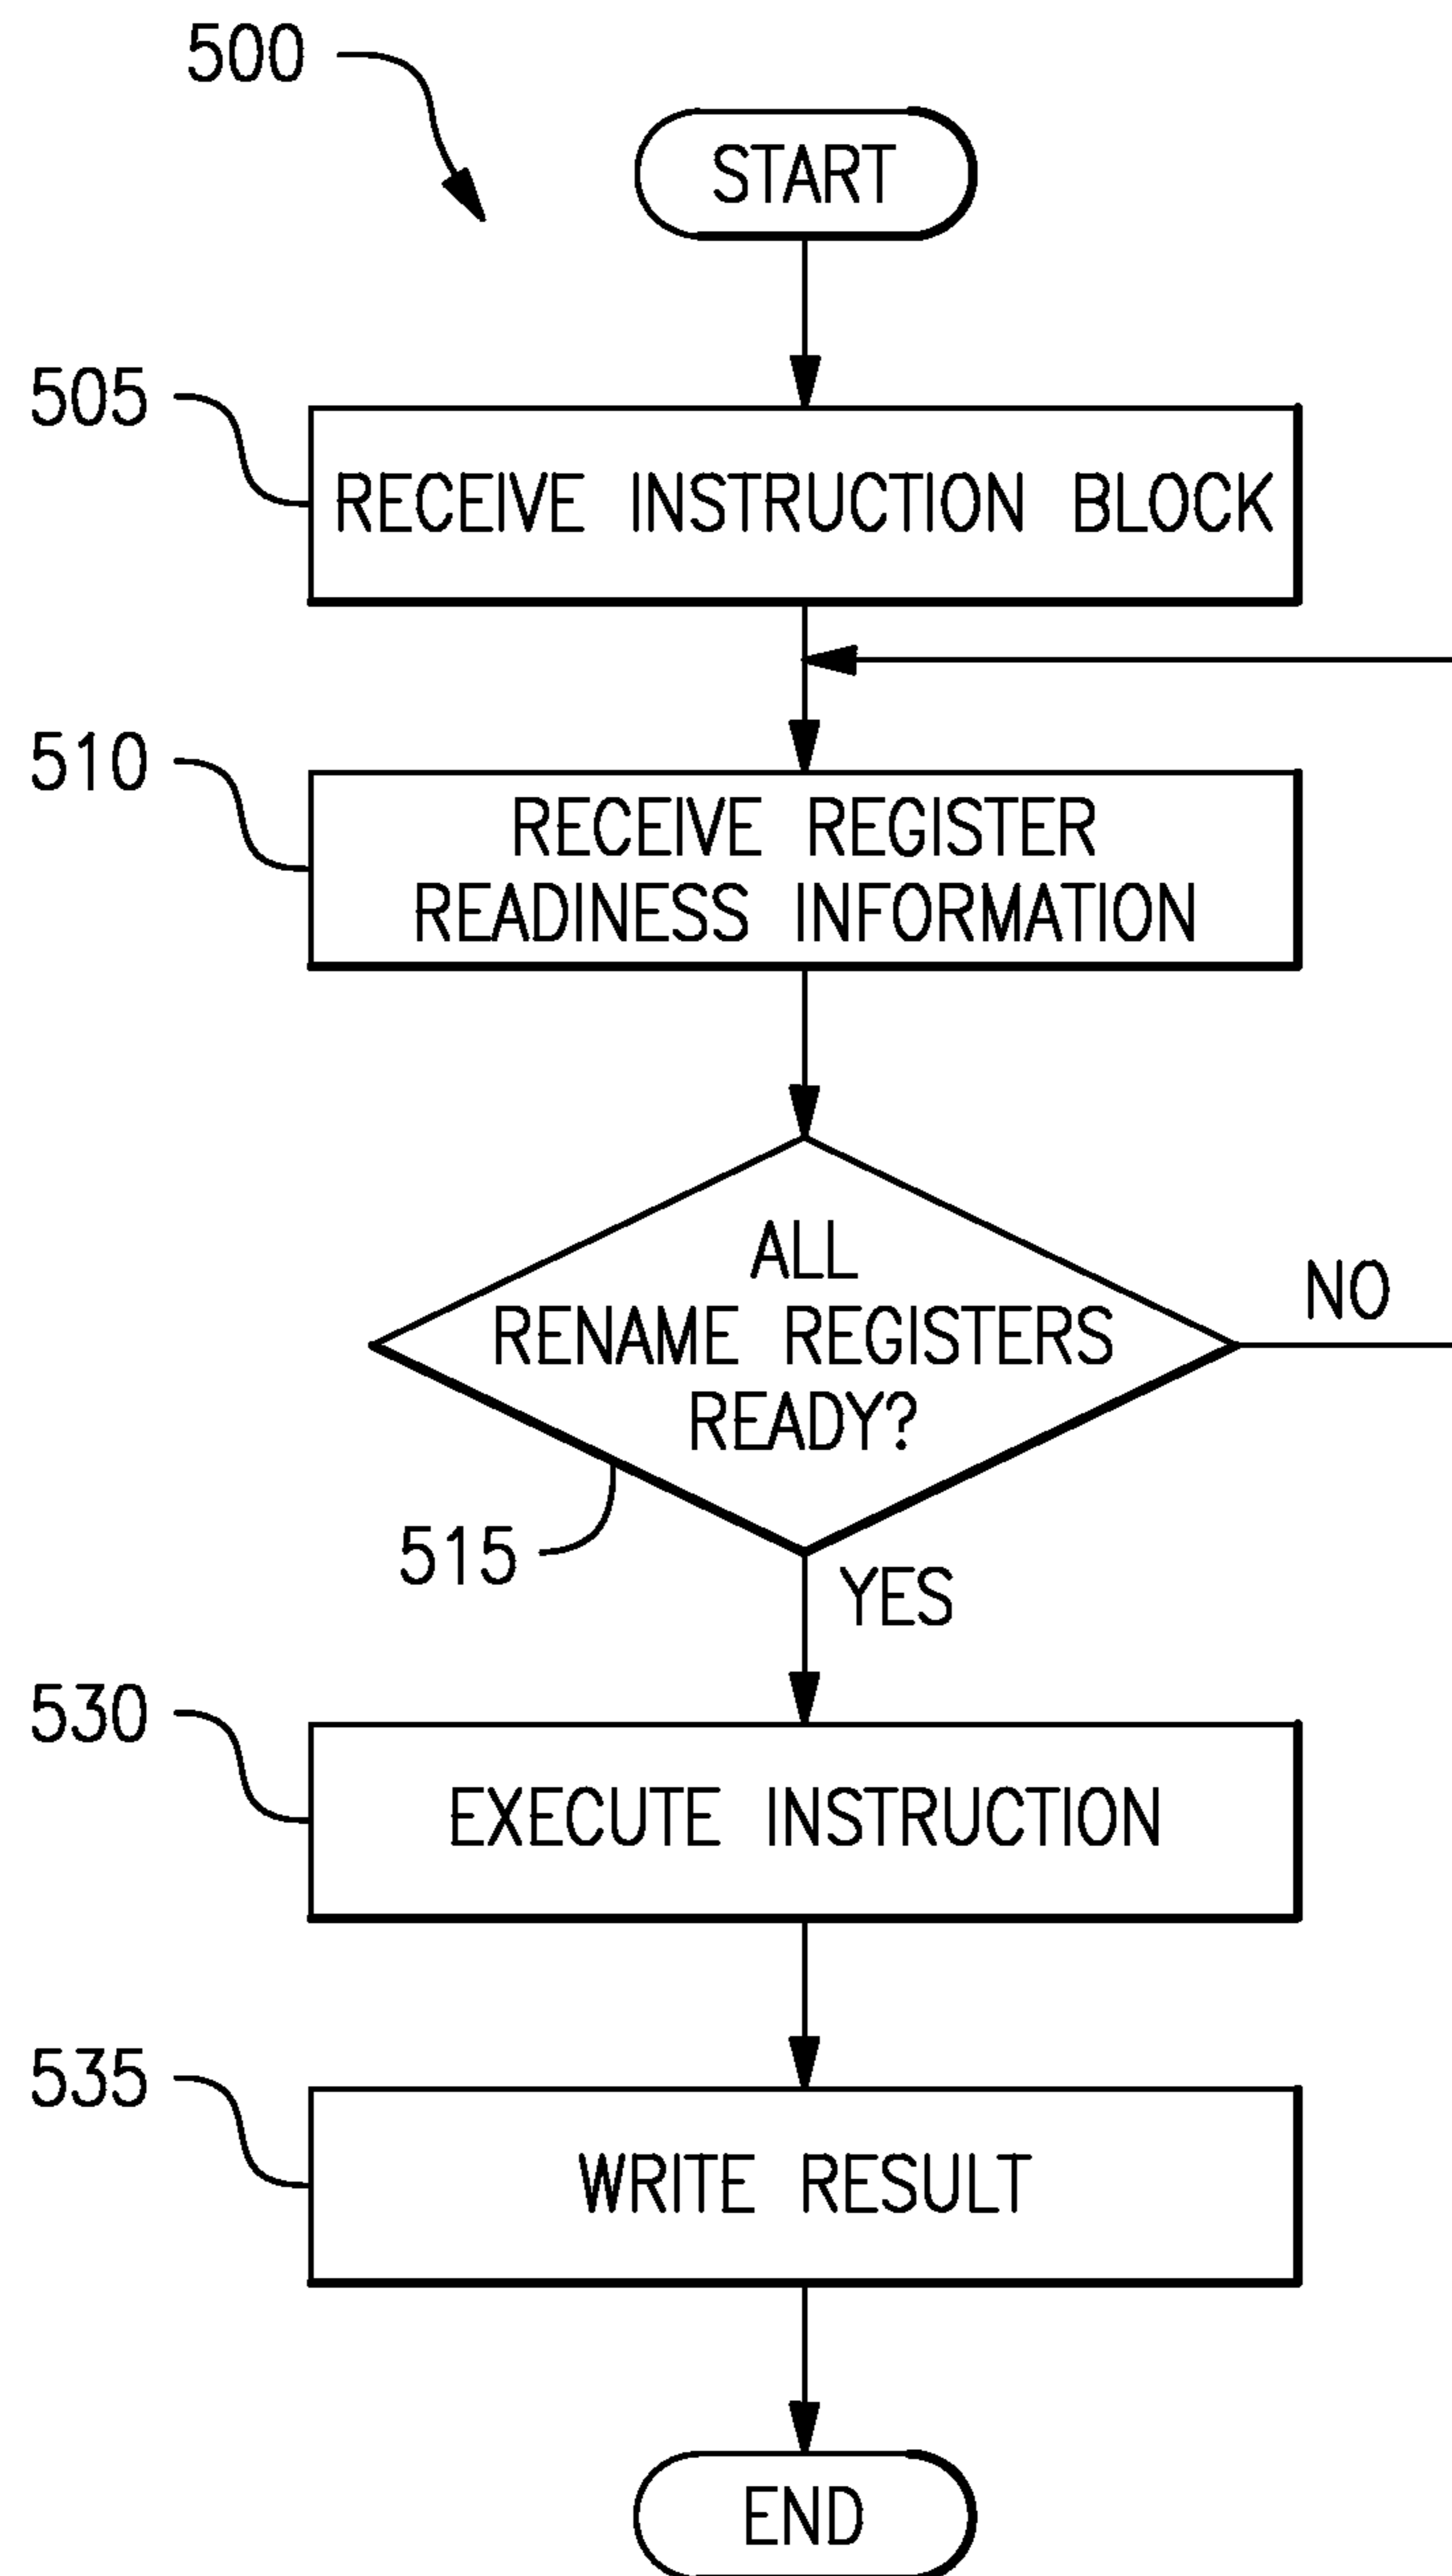 500
START
505
RECEIVE INSTRUCTION BLOCK
510
RECEIVE REGISTER
READINESS INFORMATION
ALL
RENAME REGISTERS
READY?
NO
515
YES
530
EXECUTE INSTRUCTION
535
WRITE RESULT
END